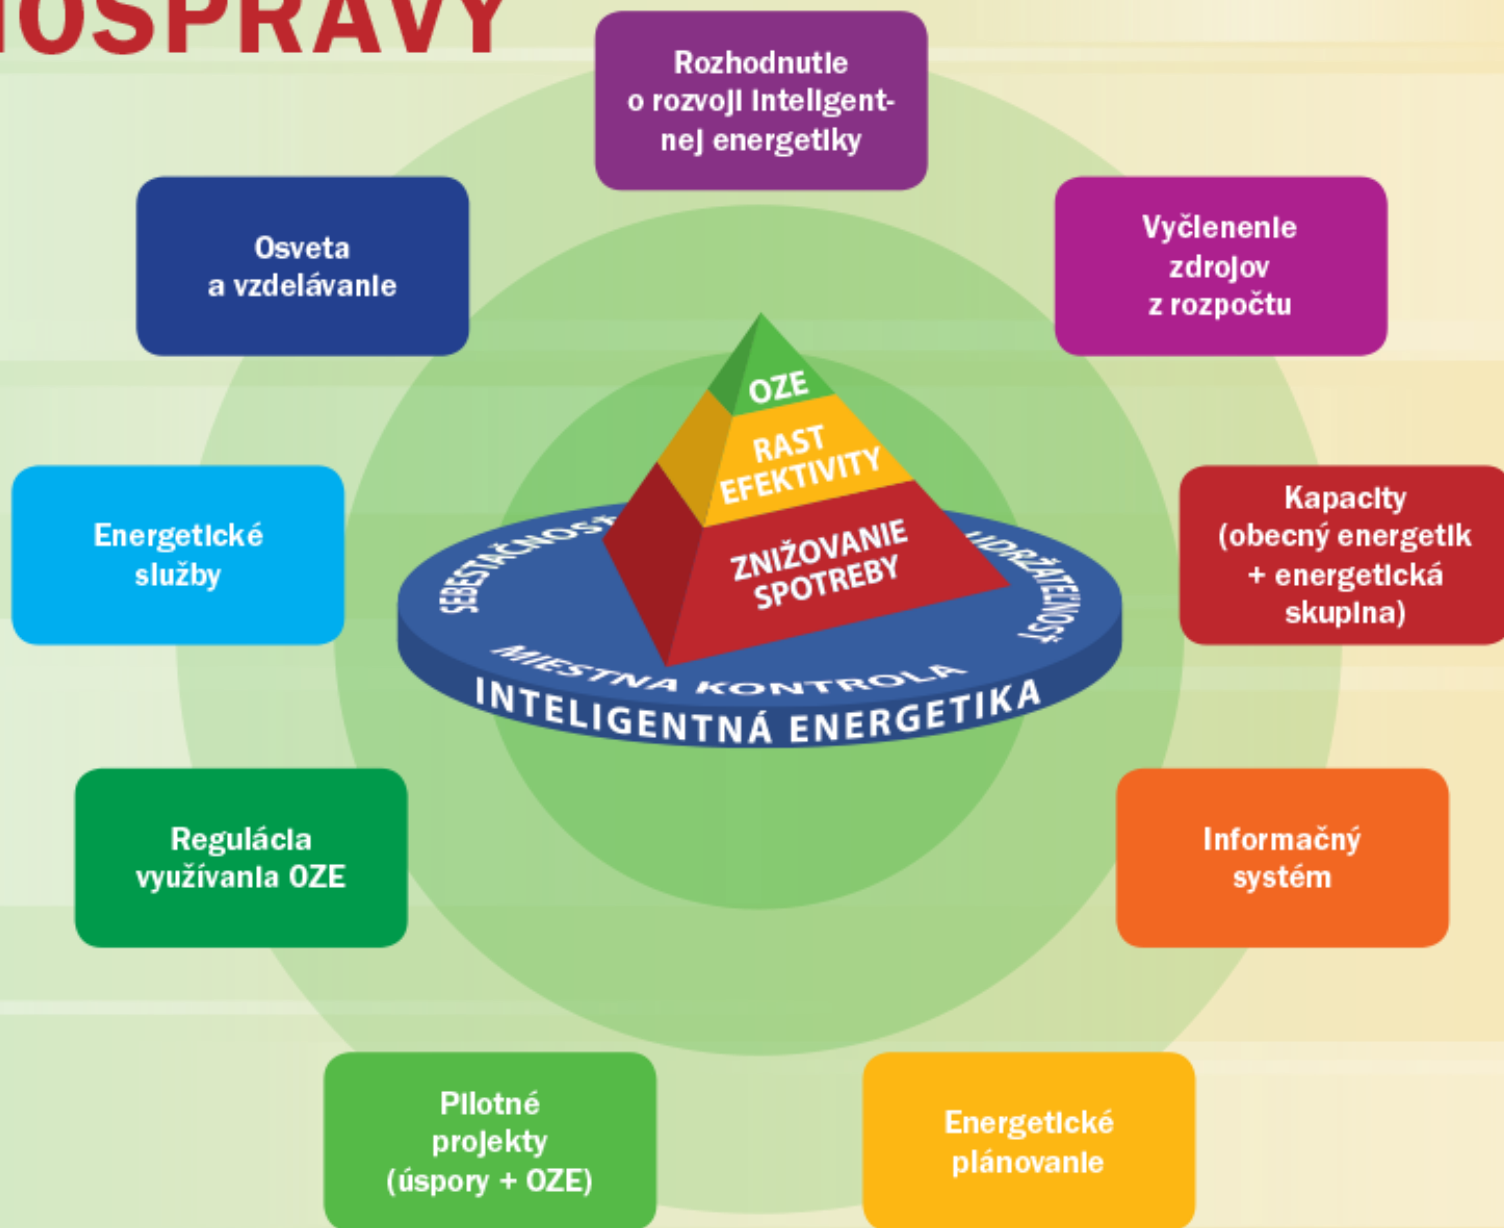 Rozhodnutie
o rozvoji inteligent-
nej energetiky
Osveta
a vzdelávanie
Vyčlenenie
zdrojov
z rozpočtu
OZE
RAST
EFEKTIVITY
ZNIŽOVANIE
SPOTREBY
SEBESTAČNOSŤ
UDRŽATEĽNOSŤ
MIESTNA KONTROLA
INTELIGENTNÁ ENERGETIKA
Energetické
služby
Kapacity
(obecný energetik
+ energetická
skupina)
Regulácia
využívania OZE
Informačný
systém
Pilotné
projekty
(úspory + OZE)
Energetické
plánovanie